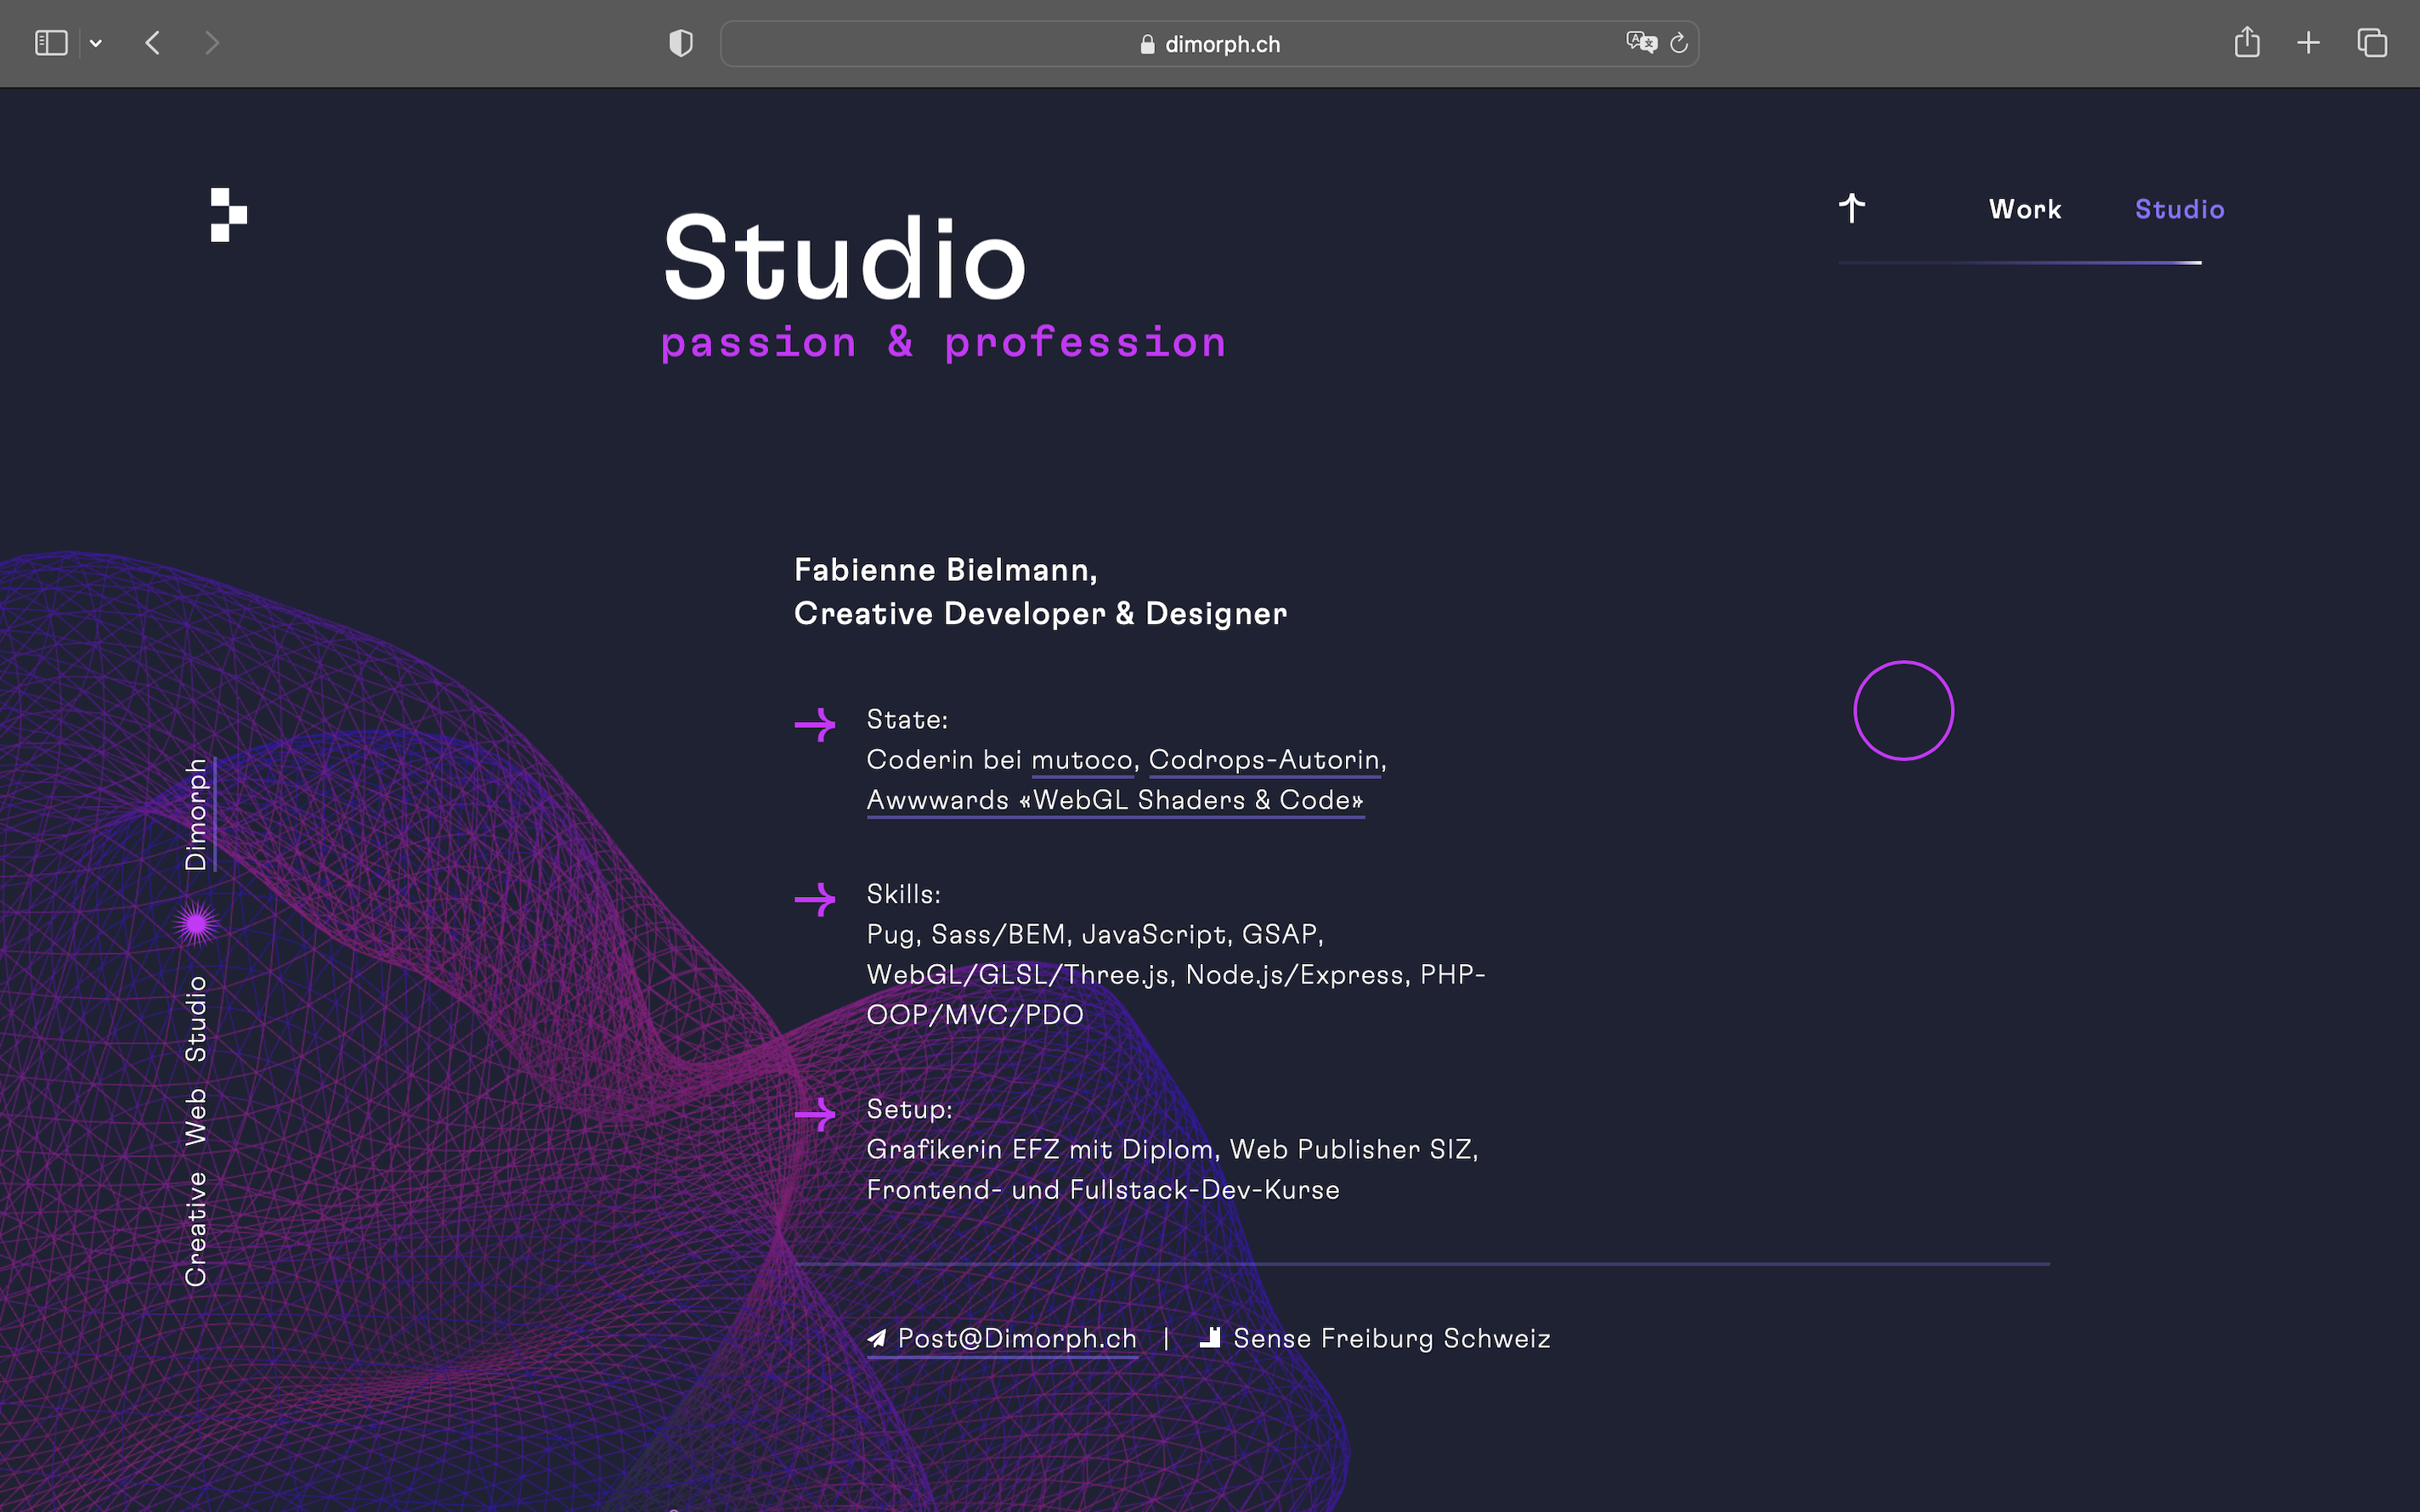 dimorph.ch
Work
Studio
Studio
passion & profession
Fabienne Bielmann,
Creative Developer & Designer
State:
Coderin bei mutoco, Codrops-Autorin,
Awwwards «WebGL Shaders & Code»
Skills:
Pug, Sass/BEM, JavaScript, GSAP,
WebGL/GLSL/Three.js, Node.js/Express, PHP-
OOP/MVC/PDO
Setup:
Grafikerin EFZ mit Diplom, Web Publisher SIZ,
Frontend- und Fullstack-Dev-Kurse
Post@Dimorph.ch | Sense Freiburg Schweiz
Creative Web Studio Dimorph